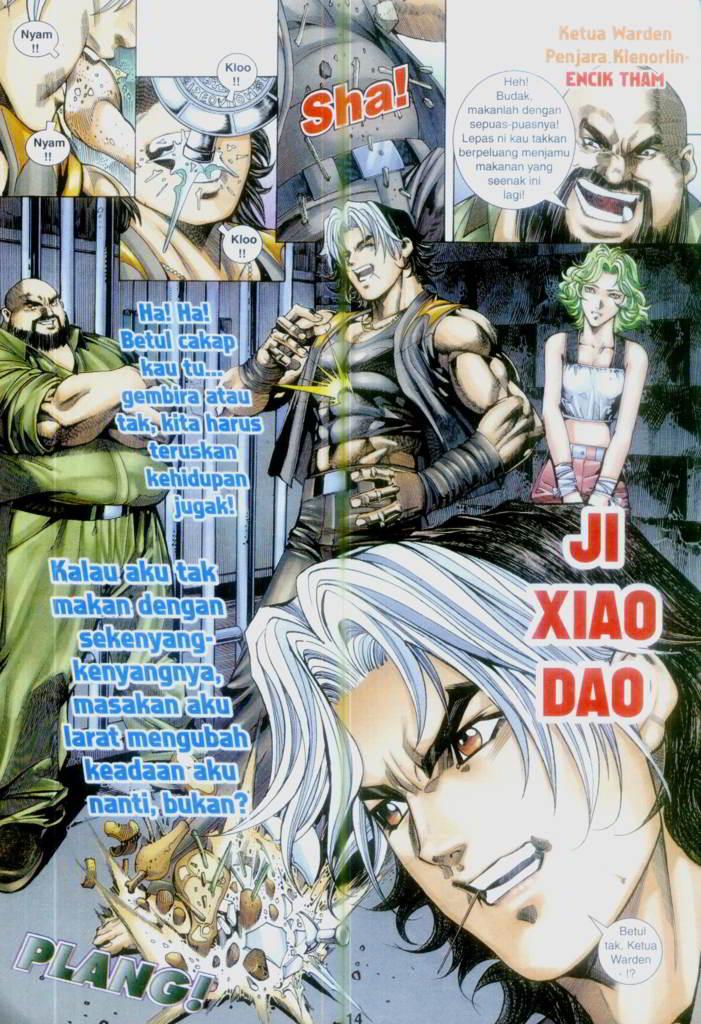 Nyam
!!
Nyam
!!
Kloo
!!
Kloo
!!
Sha!
Ketua Warden
Penjara Klenorlin-
ENCIK THAM
Heh!
Budak,
makanlah dengan
sepuas-puasnya!
Lepas ni kau takkan
berpeluang menjamu
makanan yang
seenak ini
lagi!
Ha! Ha!
Betul cakap
kau tu...
gembira atau
tak, kita harus
teruskan
kehidupan
jugak!
JI
XIAO
DAO
Kalau aku tak
makan dengan
sekenyang-
kenyangnya,
masakan aku
larat mengubah
keadaan aku
nanti, bukan?
Betul
tak, Ketua
Warden
- !?
PLANG!
14